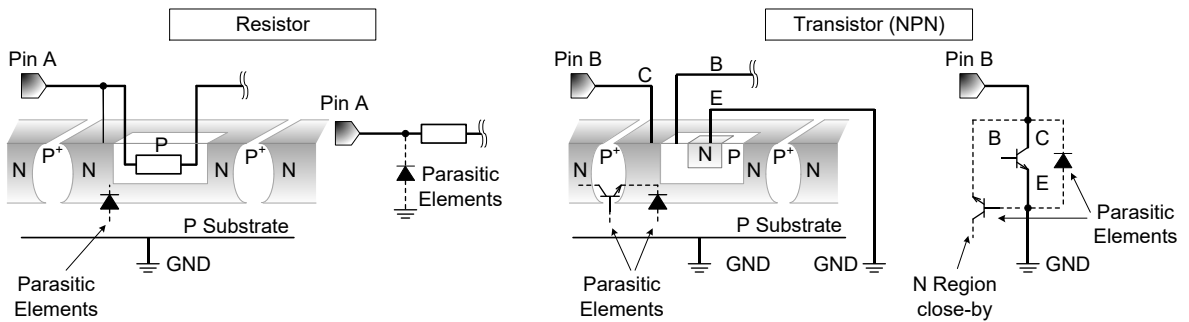 Resistor
Pin A
N
P+
N
P
N
P+
N
Parasitic
Elements
P Substrate
GND
Pin A
Parasitic
Elements
Transistor (NPN)
Pin B
C
B
E
N
P+
N
P
N
P+
N
P Substrate
Parasitic
Elements
GND
GND
Pin B
B
C
E
Parasitic
Elements
GND
N Region
close-by